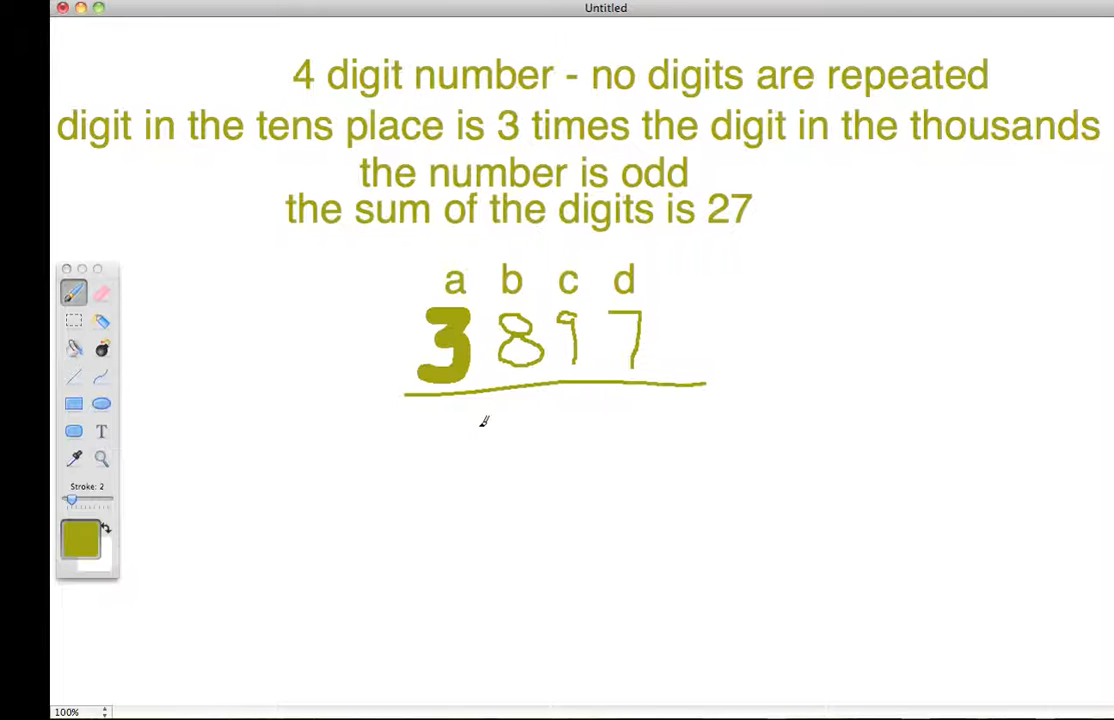 Untitled
4 digit number - no digits are repeated
digit in the tens place is 3 times the digit in the thousands
the number is odd
the sum of the digits is 27
a b c d
3 8 9 7
T
Stroke: 2
100%